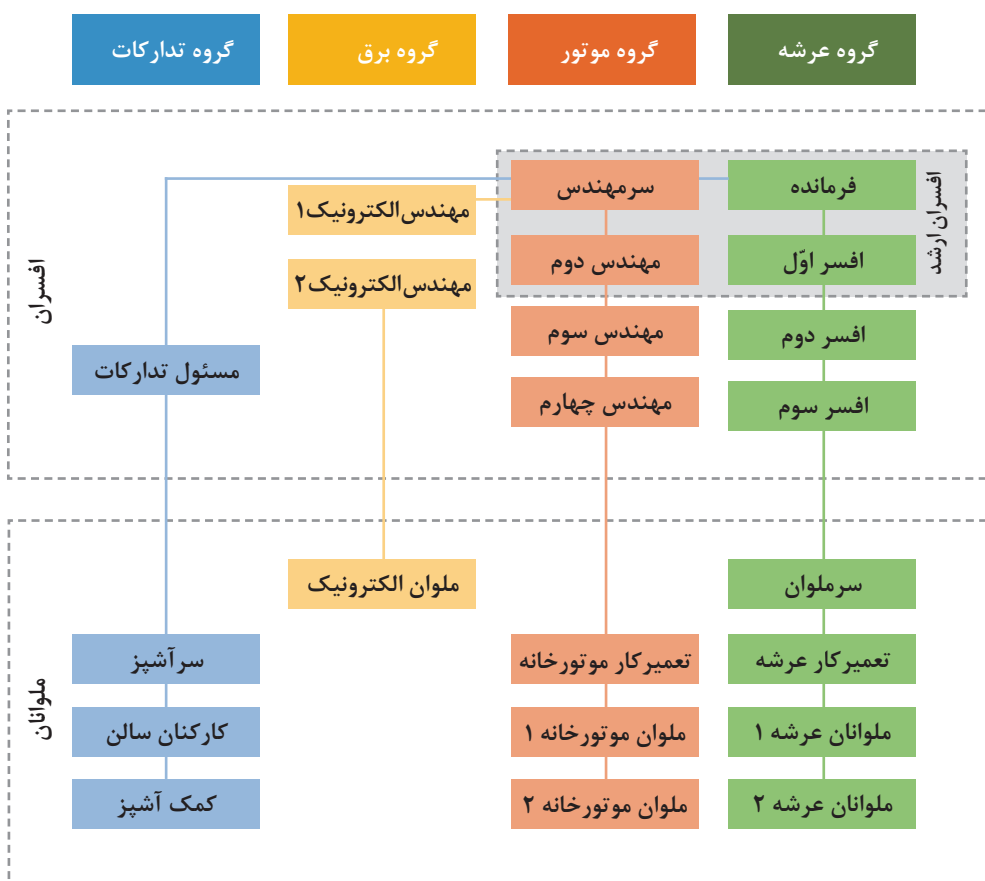 گروه عرشه
گروه موتور
گروه برق
گروه تدارکات
افسران
افسران ارشد
فرمانده
سرمهندس
مهندس الکترونیک۱
افسر اوّل
مهندس دوم
مهندس الکترونیک۲
افسر دوم
مهندس سوم
مسئول تدارکات
افسر سوم
مهندس چهارم
ملوانان
سرملوان
ملوان الکترونیک
تعمیرکار عرشه
تعمیرکار موتورخانه
سرآشپز
ملوانان عرشه ۱
ملوان موتورخانه ۱
کارکنان سالن
ملوانان عرشه ۲
ملوان موتورخانه ۲
کمک آشپز